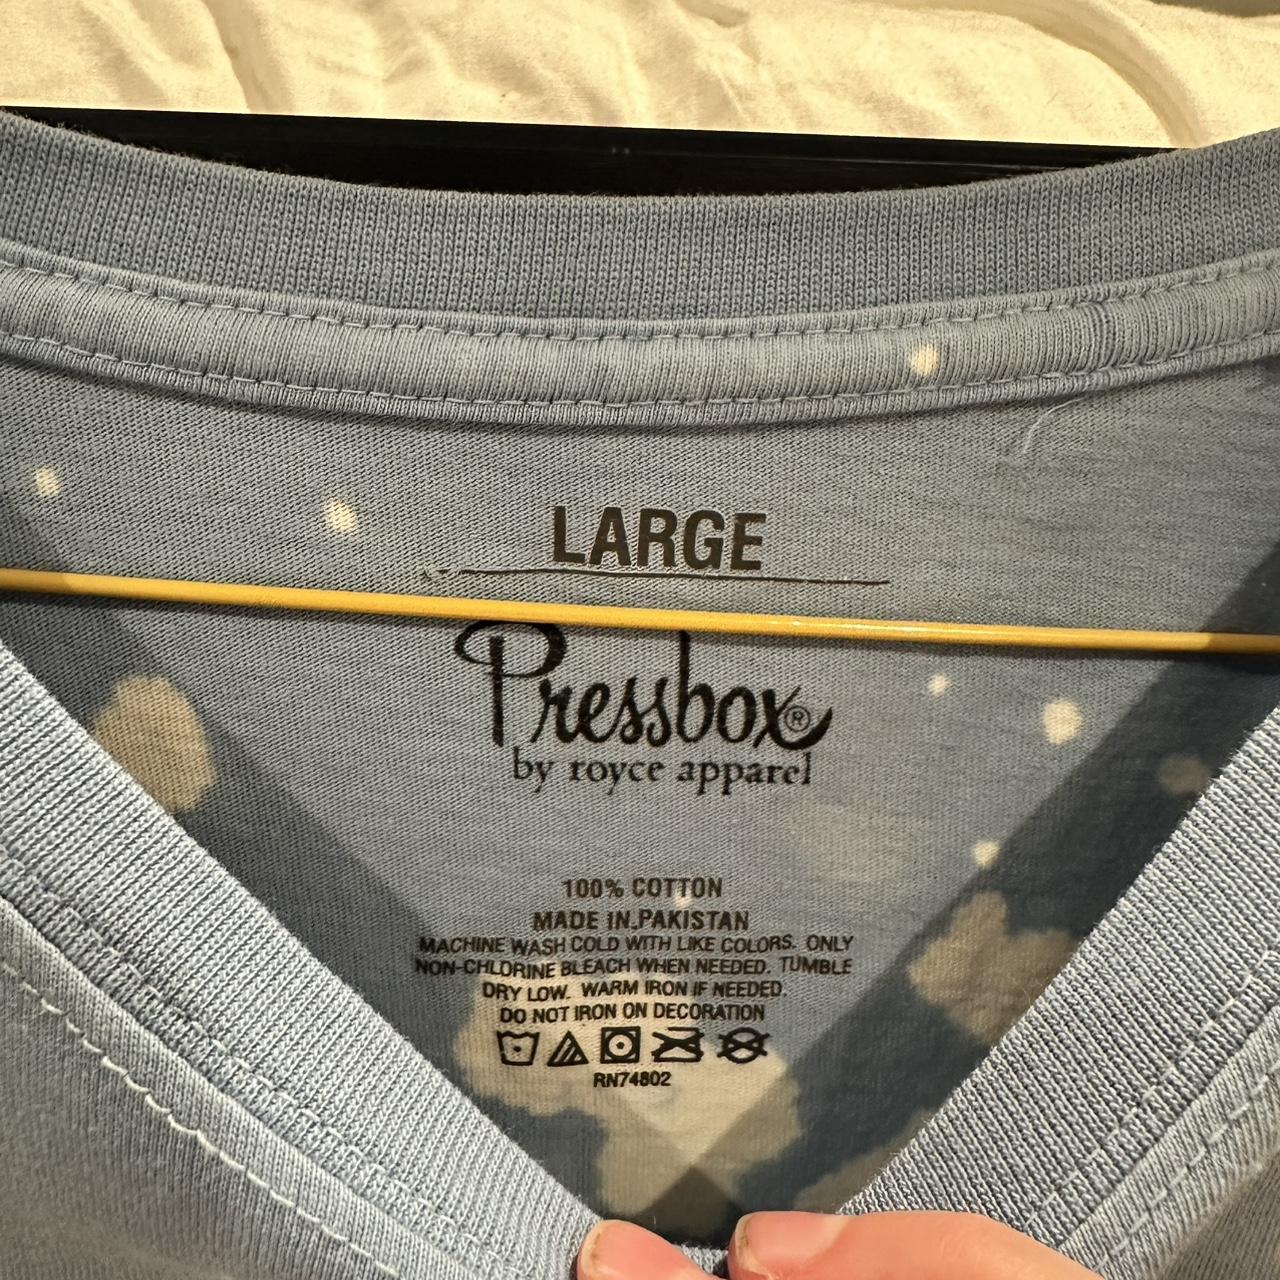 LARGE
Pressbox®
by royce apparel
100% COTTON
MADE IN PAKISTAN
MACHINE WASH COLD WITH LIKE COLORS. ONLY
NON-CHLORINE BLEACH WHEN NEEDED. TUMBLE
DRY LOW. WARM IRON IF NEEDED.
DO NOT IRON ON DECORATION
RN74802